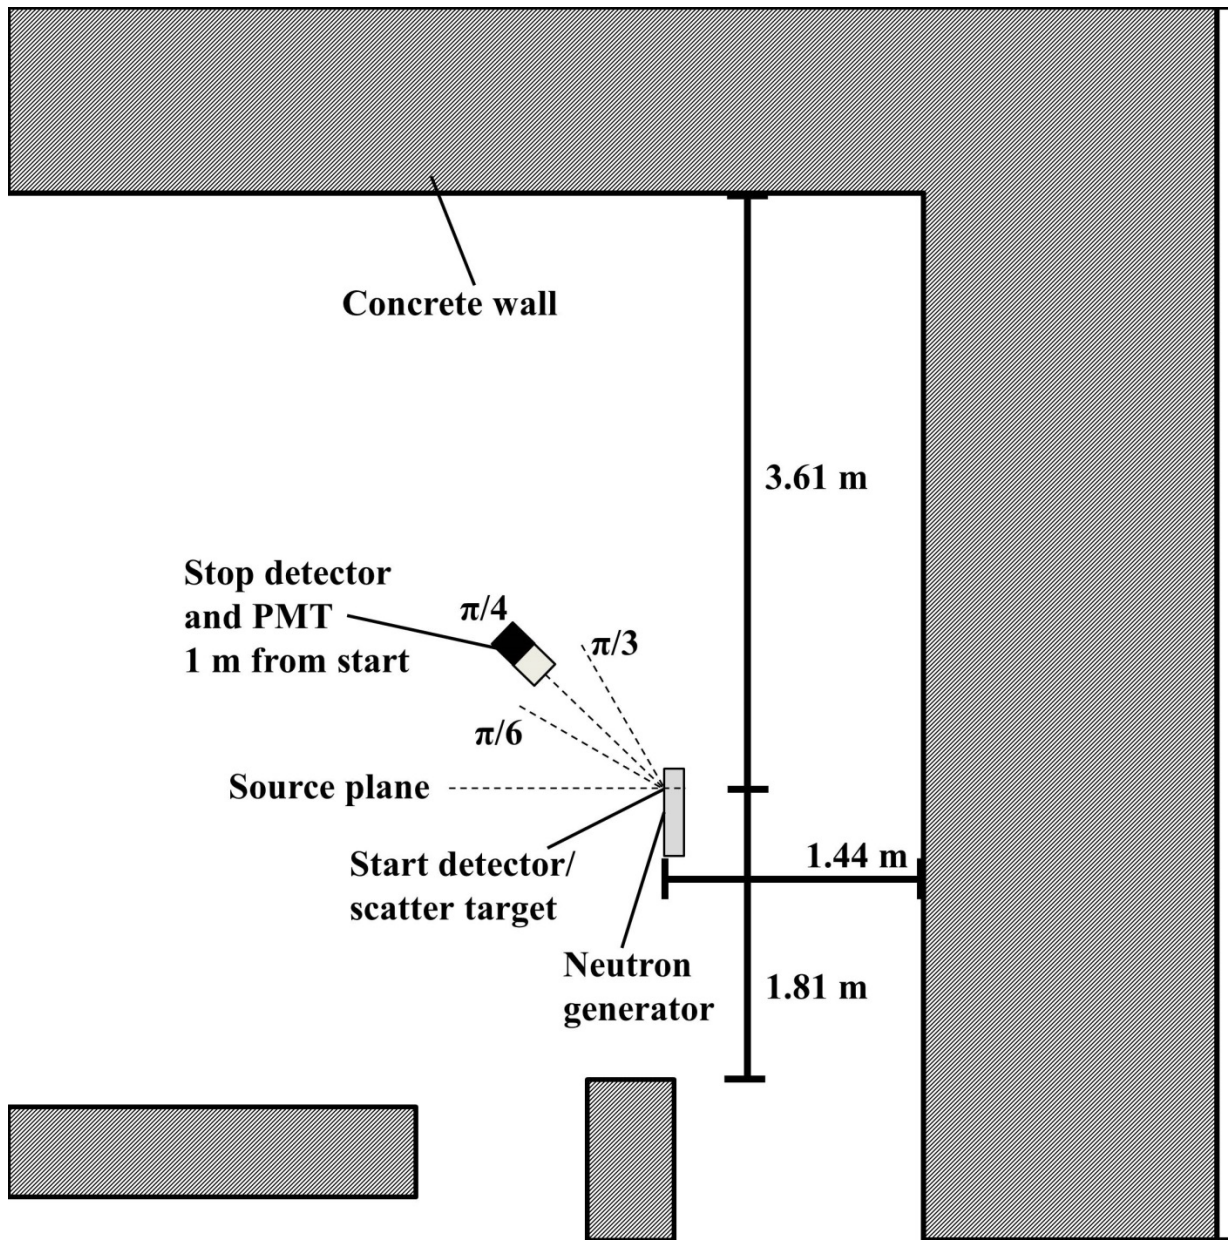 Concrete wall
3.61 m
Stop detector
and PMT
1 m from start
π/4
π/3
π/6
Source plane
Start detector/
scatter target
1.44 m
Neutron
generator
1.81 m